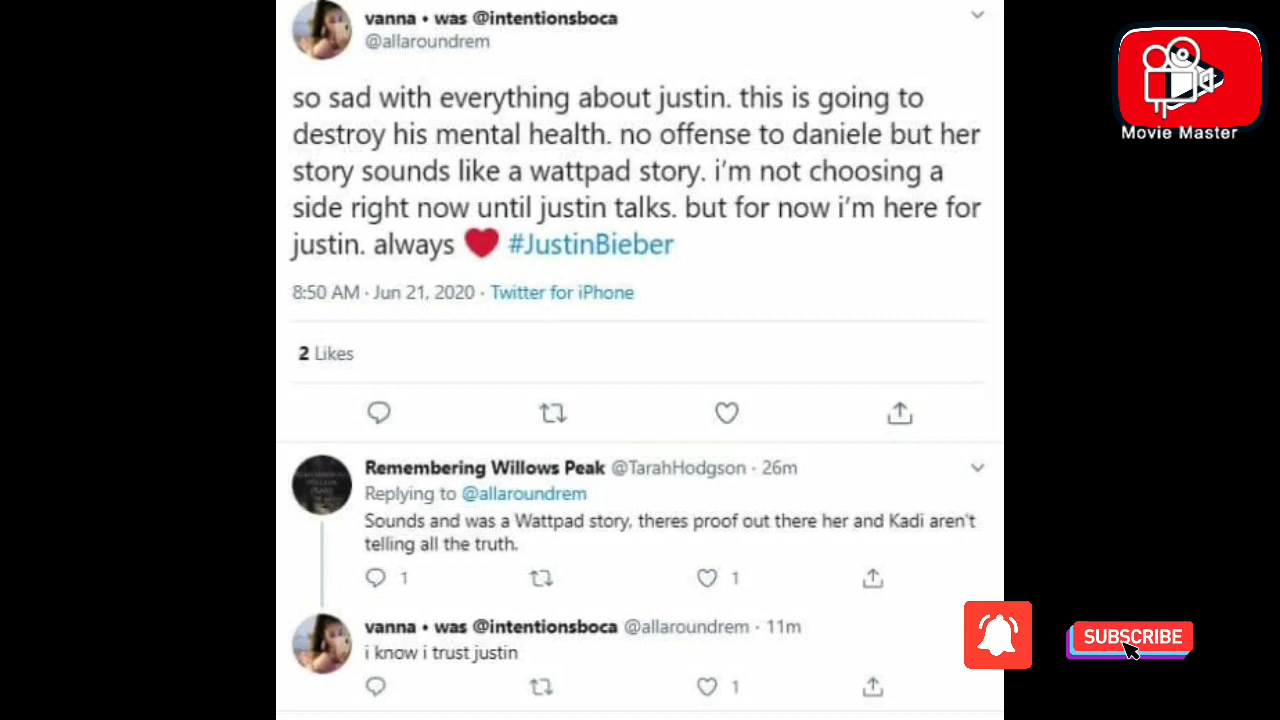 vanna • was @intentionsboca
@allaroundrem
so sad with everything about justin. this is going to
destroy his mental health. no offense to daniele but her
story sounds like a wattpad story. i'm not choosing a
side right now until justin talks. but for now i'm here for
justin. always ❤️ #JustinBieber
8:50 AM · Jun 21, 2020 · Twitter for iPhone
2 Likes
Remembering Willows Peak @TarahHodgson · 26m
Replying to @allaroundrem
Sounds and was a Wattpad story, theres proof out there her and Kadi aren't
telling all the truth.
1 1
vanna • was @intentionsboca @allaroundrem · 11m
i know i trust justin
1
Movie Master
SUBSCRIBE